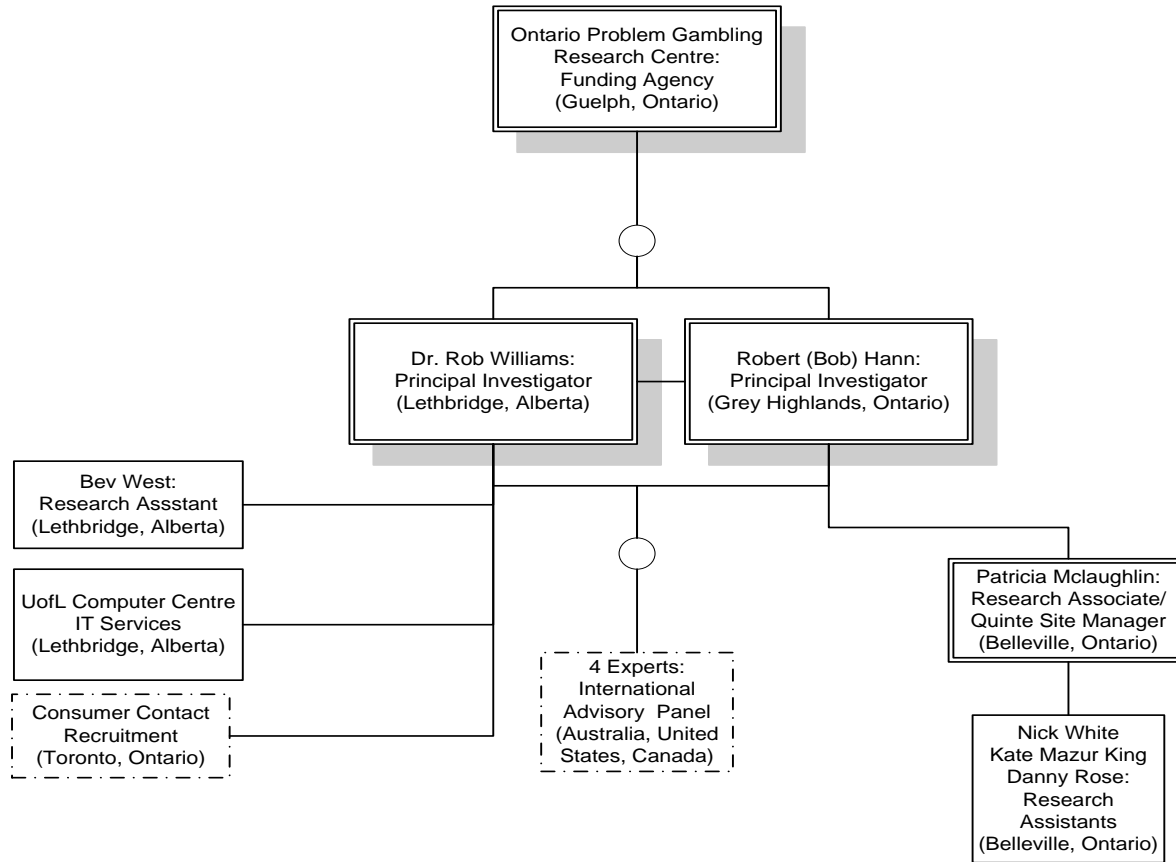 Ontario Problem Gambling
Research Centre:
Funding Agency
(Guelph, Ontario)
Dr. Rob Williams:
Principal Investigator
(Lethbridge, Alberta)
Robert (Bob) Hann:
Principal Investigator
(Grey Highlands, Ontario)
Bev West:
Research Assstant
(Lethbridge, Alberta)
UofL Computer Centre
IT Services
(Lethbridge, Alberta)
Consumer Contact
Recruitment
(Toronto, Ontario)
4 Experts:
International
Advisory Panel
(Australia, United
States, Canada)
Patricia Mclaughlin:
Research Associate/
Quinte Site Manager
(Belleville, Ontario)
Nick White
Kate Mazur King
Danny Rose:
Research
Assistants
(Belleville, Ontario)